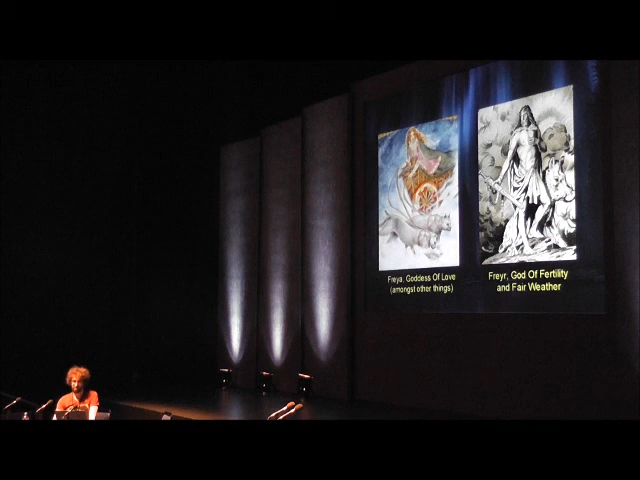 Freya, Goddess Of Love
(amongst other things)
Freyr, God Of Fertility
and Fair Weather